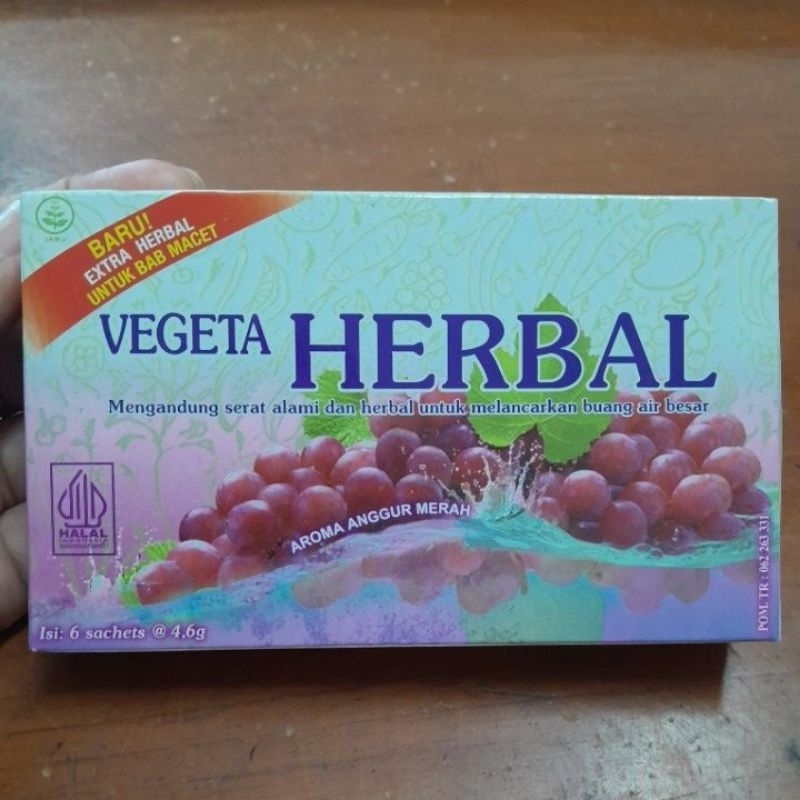 JAMU
BARU!
EXTRA HERBAL
UNTUK BAB MACET
VEGETA HERBAL
Mengandung serat alami dan herbal untuk melancarkan buang air besar
AROMA ANGGUR MERAH
HALAL
INDONESIA
Isi: 6 sachets @ 4,6g
POM. TR : 062 263 331